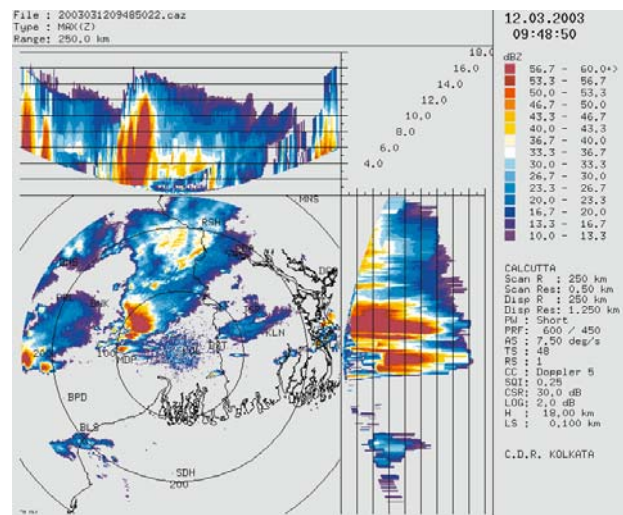 File : 2003031209485022.caz
Type : MAX(Z)
Range: 250.0 km
18.0
16.0
14.0
12.0
10.0
8.0
6.0
4.0
MNS
RSH
KLN
MDP
100
BPD
BLS
SDH
200
12.03.2003
09:48:50
dBZ
56.7 - 60.0+>
53.3 - 56.7
50.0 - 53.3
46.7 - 50.0
43.3 - 46.7
40.0 - 43.3
36.7 - 40.0
33.3 - 36.7
30.0 - 33.3
26.7 - 30.0
23.3 - 26.7
20.0 - 23.3
16.7 - 20.0
13.3 - 16.7
10.0 - 13.3
CALCUTTA
Scan R : 250 km
Scan Res: 0.50 km
Disp R : 250 km
Disp Res: 1.250 km
PW : Short
PRF: 600 / 450
AS : 7.50 deg/s
TS : 48
RS : 1
CC : Doppler 5
SQI: 0.25
CSR: 30.0 dB
LOG: 2.0 dB
H : 18.00 km
LS : 0.100 km
C.D.R. KOLKATA